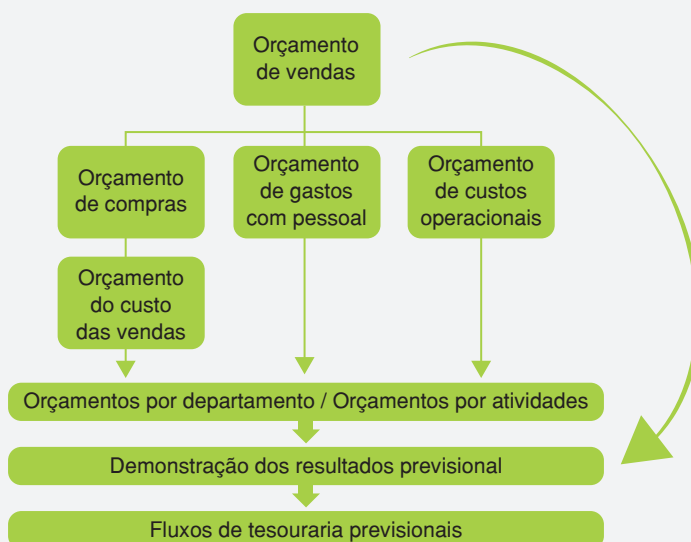 Orçamento
de vendas
Orçamento
de compras
Orçamento
de gastos
com pessoal
Orçamento
de custos
operacionais
Orçamento
do custo
das vendas
Orçamentos por departamento / Orçamentos por atividades
Demonstração dos resultados previsional
Fluxos de tesouraria previsionais